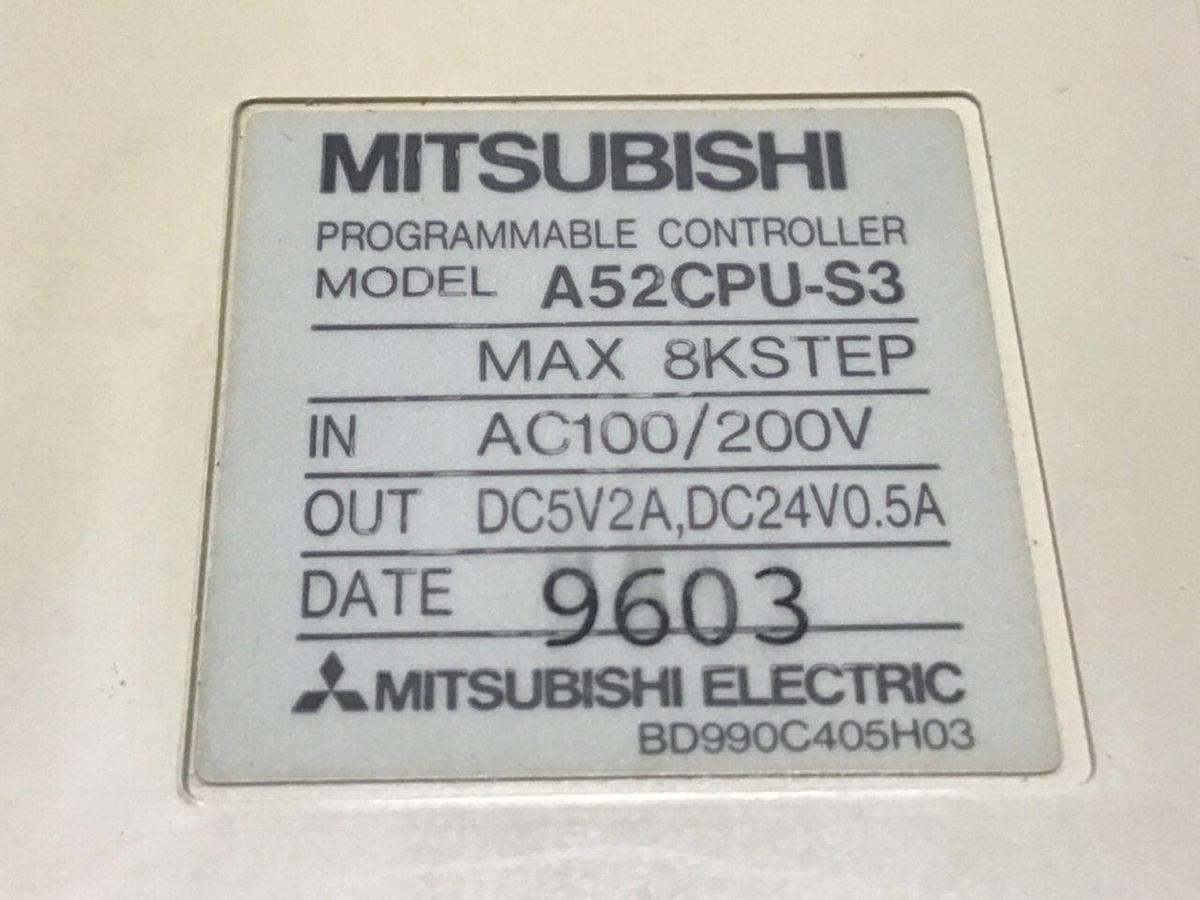 MITSUBISHI
PROGRAMMABLE CONTROLLER
MODEL A52CPU-S3
MAX 8KSTEP
IN AC100/200V
OUT DC5V2A,DC24V0.5A
DATE 9603
MITSUBISHI ELECTRIC
BD990C405H03